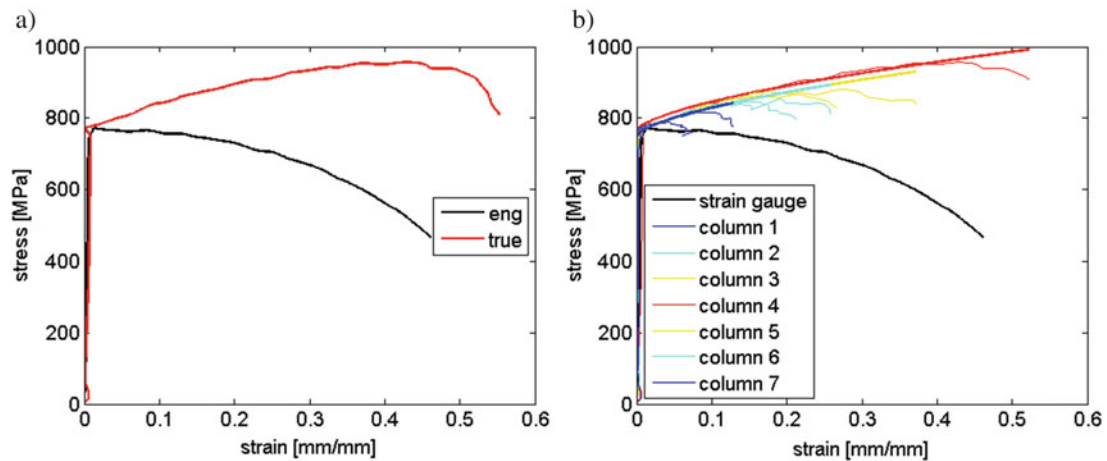 a)
1000
800
600
400
200
0
stress [MPa]
eng
true
0
0.1
0.2
0.3
0.4
0.5
0.6
strain [mm/mm]
b)
1000
800
600
400
200
0
stress [MPa]
strain gauge
column 1
column 2
column 3
column 4
column 5
column 6
column 7
0
0.1
0.2
0.3
0.4
0.5
0.6
strain [mm/mm]